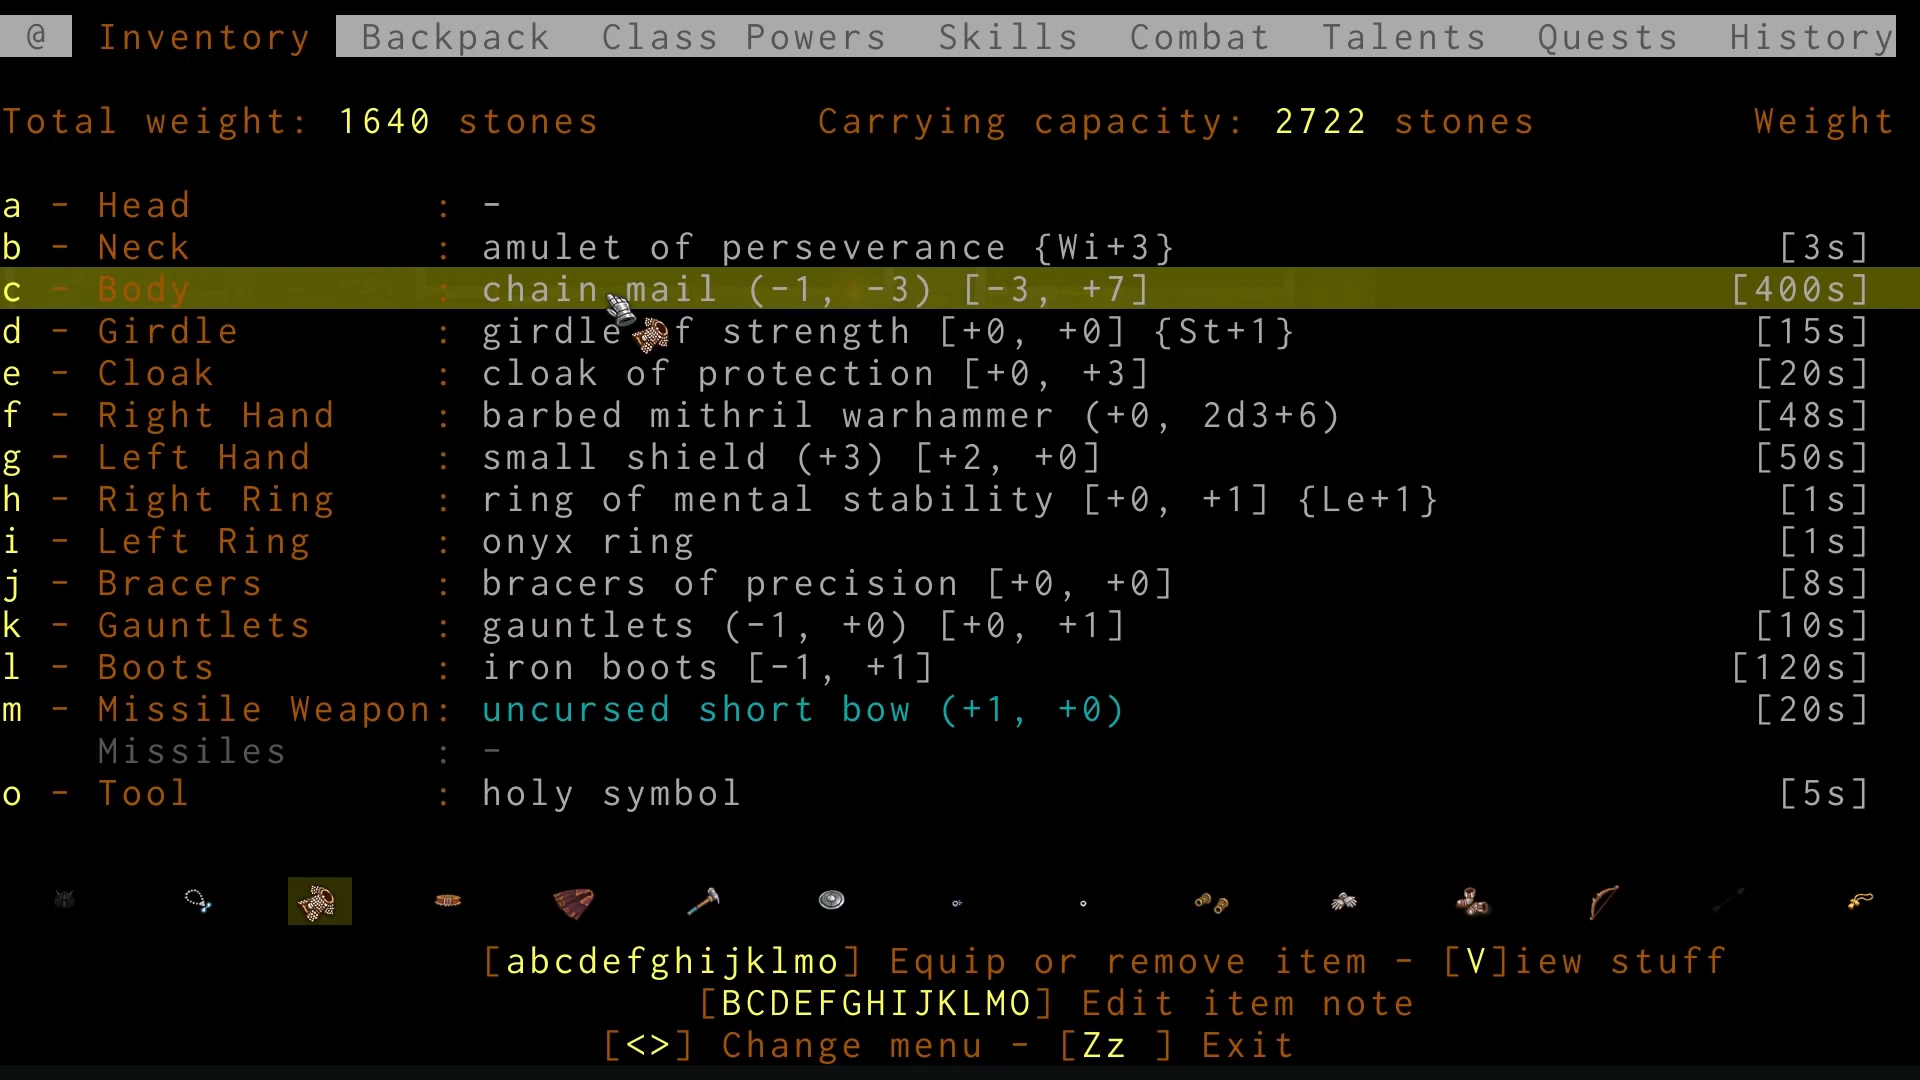 @ Inventory Backpack Class Powers Skills Combat Talents Quests History
Total weight: 1640 stones Carrying capacity: 2722 stones Weight
a - Head : -
b - Neck : amulet of perseverance {Wi+3} [3s]
c - Body : chain mail (-1, -3) [-3, +7] [400s]
d - Girdle : girdle of strength [+0, +0] {St+1} [15s]
e - Cloak : cloak of protection [+0, +3] [20s]
f - Right Hand : barbed mithril warhammer (+0, 2d3+6) [48s]
g - Left Hand : small shield (+3) [+2, +0] [50s]
h - Right Ring : ring of mental stability [+0, +1] {Le+1} [1s]
i - Left Ring : onyx ring [1s]
j - Bracers : bracers of precision [+0, +0] [8s]
k - Gauntlets : gauntlets (-1, +0) [+0, +1] [10s]
l - Boots : iron boots [-1, +1] [120s]
m - Missile Weapon: uncursed short bow (+1, +0) [20s]
Missiles : -
o - Tool : holy symbol [5s]
[abcdefghijklmo] Equip or remove item - [V]iew stuff
[BCDEFGHIJKLMO] Edit item note
[<>] Change menu - [Zz ] Exit